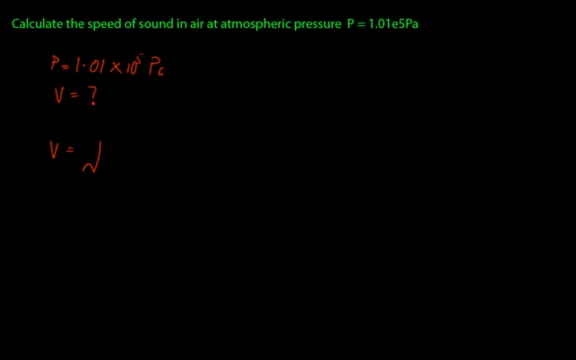 Calculate the speed of sound in air at atmospheric pressure P = 1.01e5Pa
P = 1.01 × 10⁵ Pa
V = ?
V = √